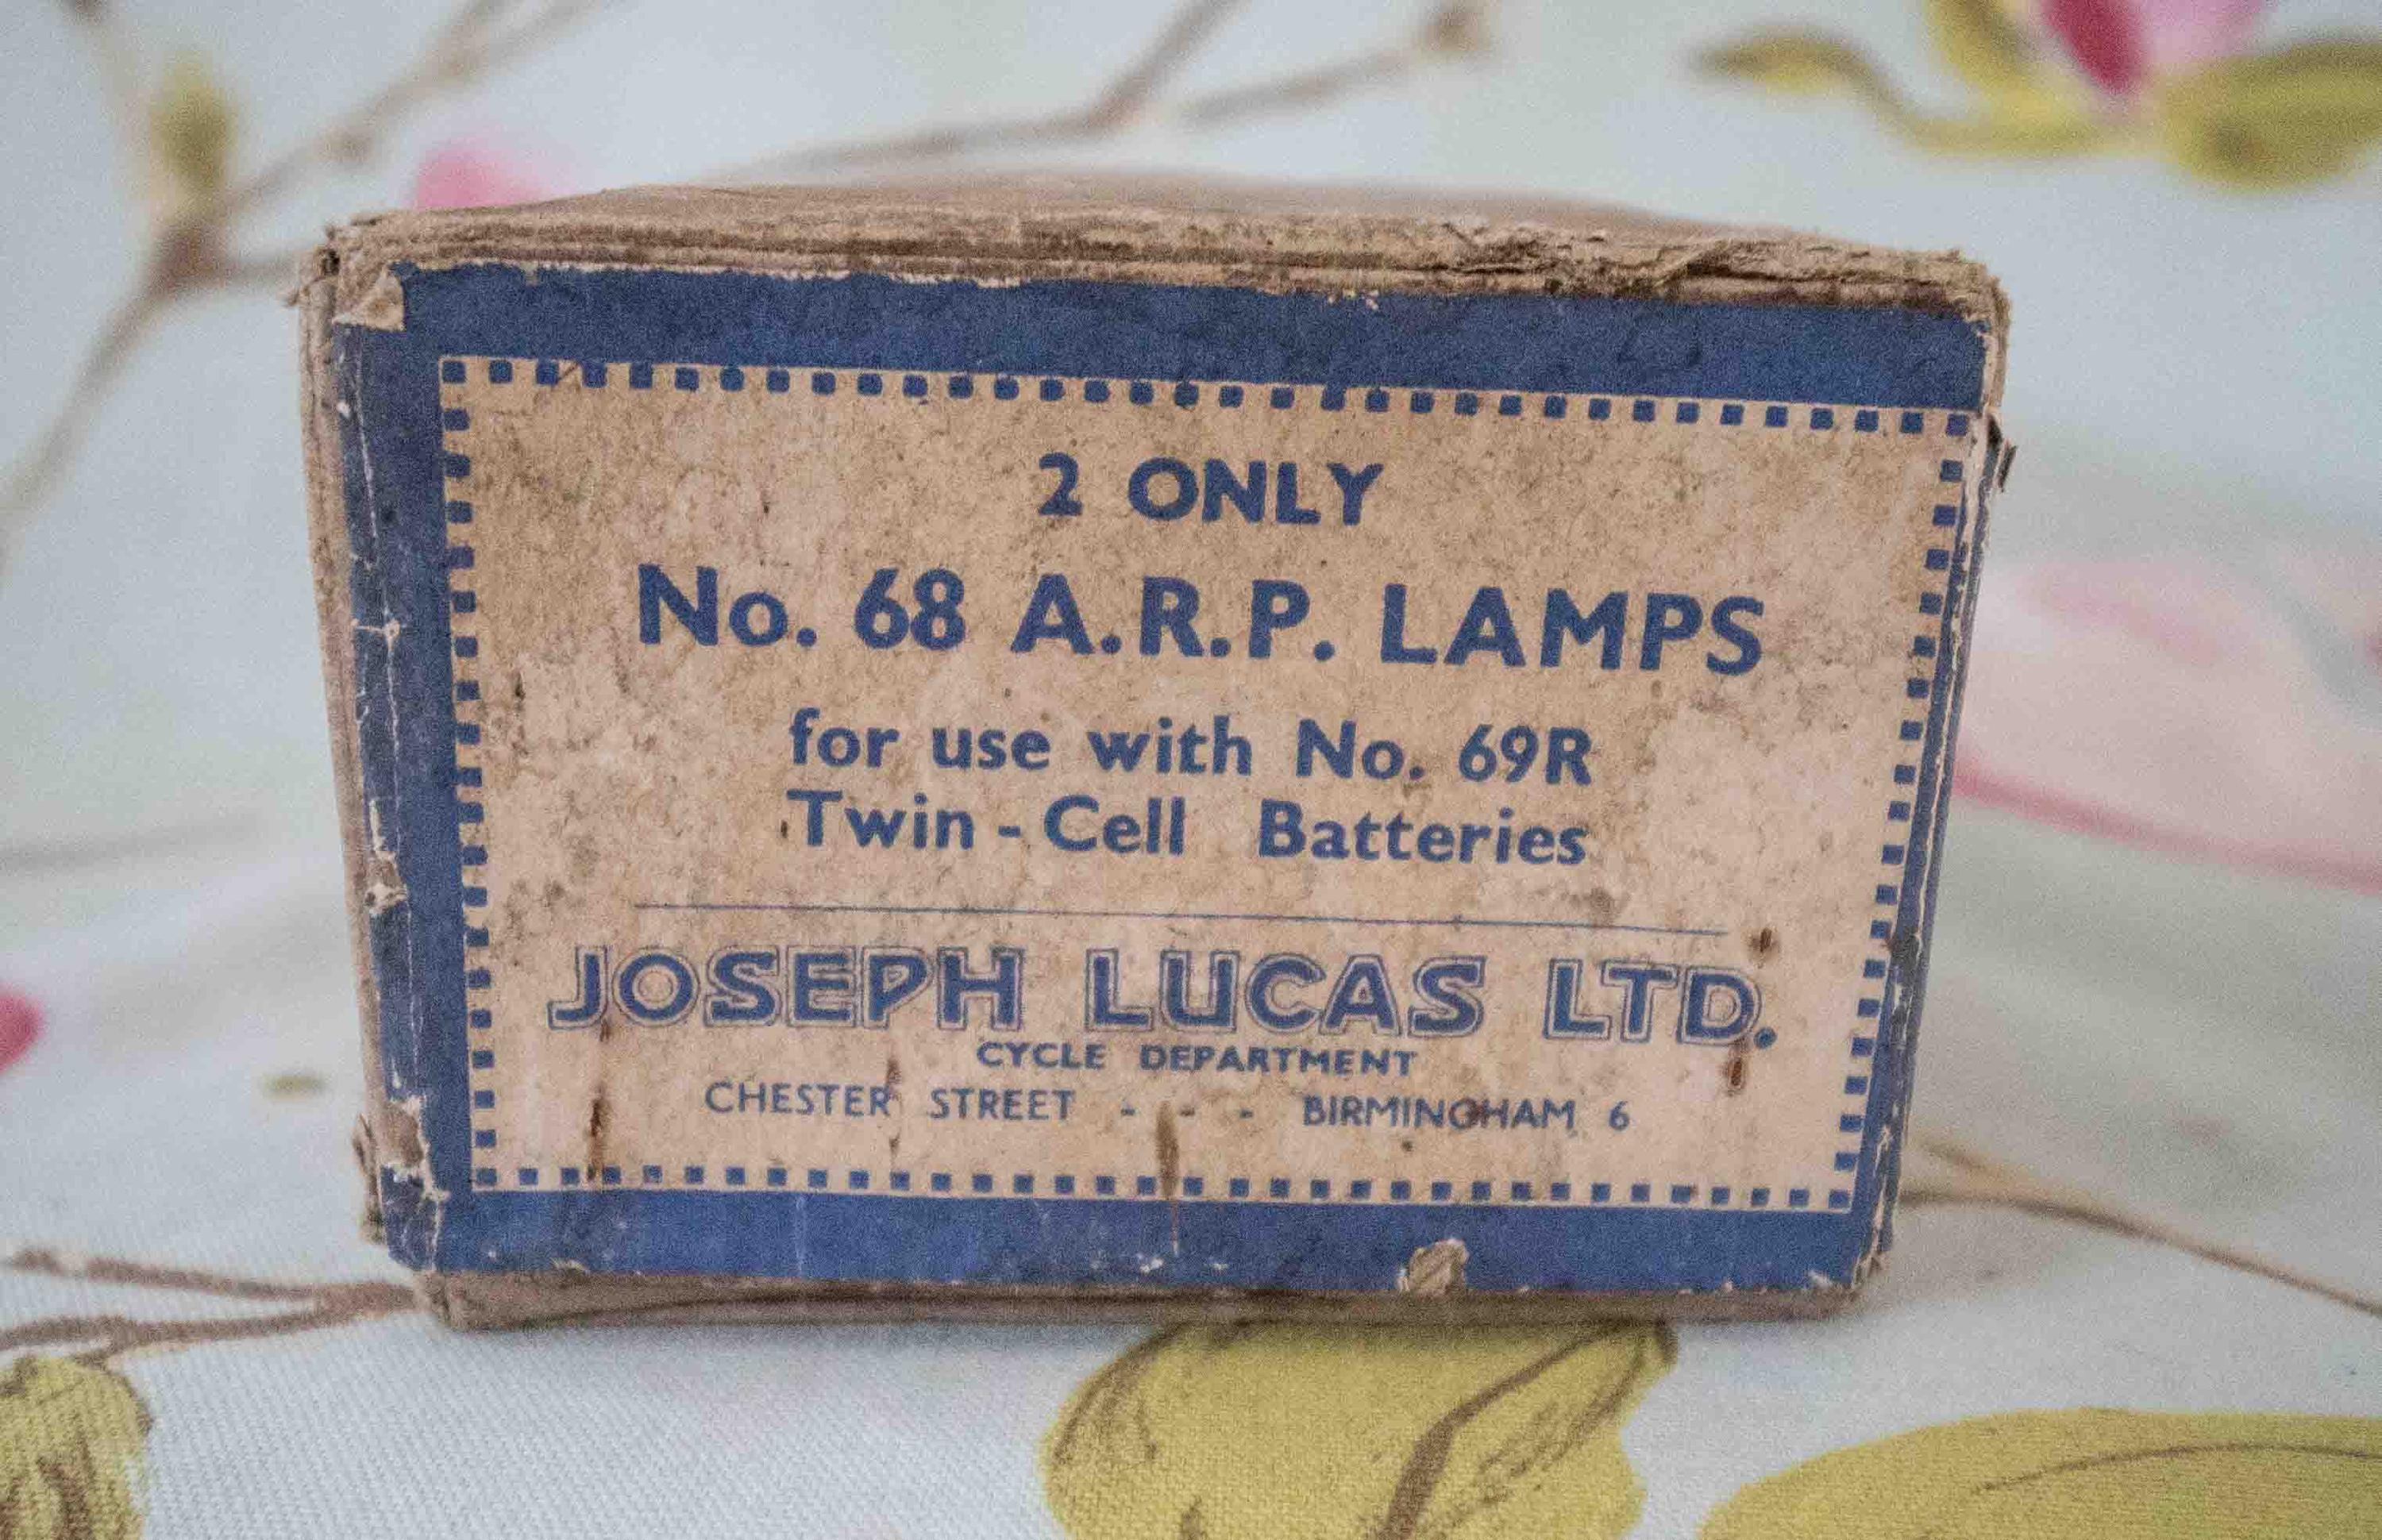 2 ONLY
No. 68 A.R.P. LAMPS
for use with No. 69R
Twin - Cell Batteries
JOSEPH LUCAS LTD.
CYCLE DEPARTMENT
CHESTER STREET - - - BIRMINGHAM 6